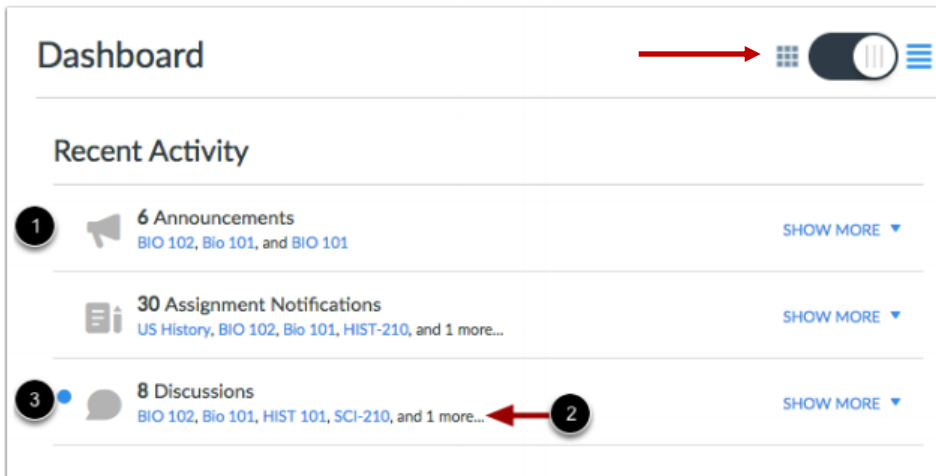 Dashboard
Recent Activity
1
6 Announcements
BIO 102, Bio 101, and BIO 101
SHOW MORE
30 Assignment Notifications
US History, BIO 102, Bio 101, HIST-210, and 1 more...
SHOW MORE
3
8 Discussions
BIO 102, Bio 101, HIST 101, SCI-210, and 1 more...
2
SHOW MORE